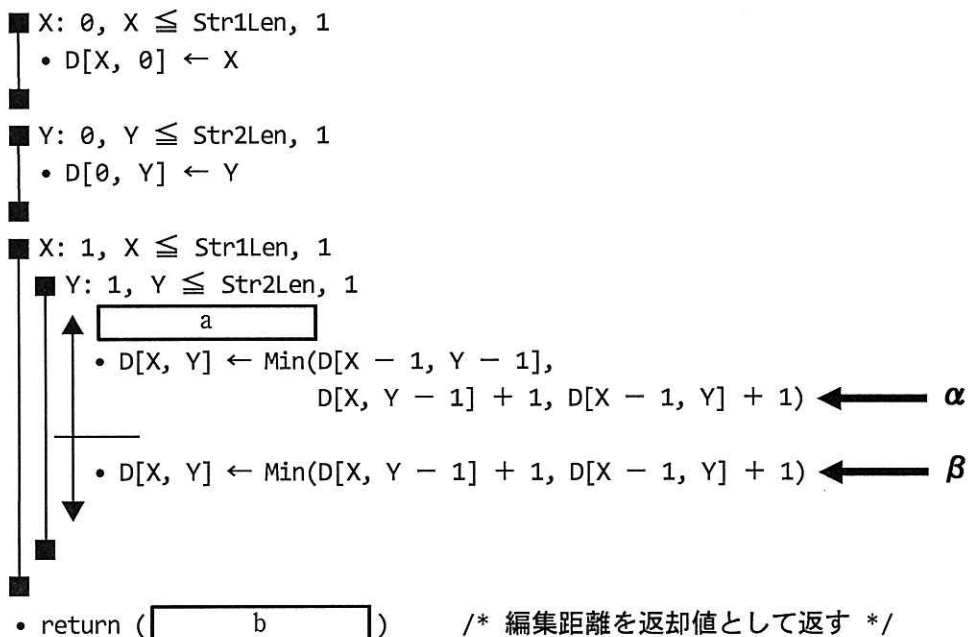 ■ X: 0, X ≦ Str1Len, 1
• D[X, 0] ← X
■ Y: 0, Y ≦ Str2Len, 1
• D[0, Y] ← Y
■ X: 1, X ≦ Str1Len, 1
■ Y: 1, Y ≦ Str2Len, 1
a
• D[X, Y] ← Min(D[X − 1, Y − 1],
D[X, Y − 1] + 1, D[X − 1, Y] + 1) α
• D[X, Y] ← Min(D[X, Y − 1] + 1, D[X − 1, Y] + 1) β
• return ( b ) /* 編集距離を返却値として返す */